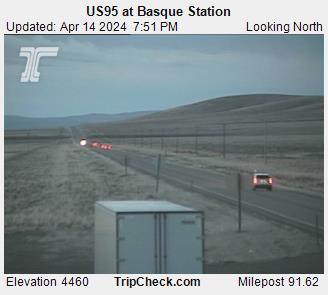 US95 at Basque Station
Updated: Apr 14 2024 7:51 PM Looking North
Elevation 4460 TripCheck.com Milepost 91.62